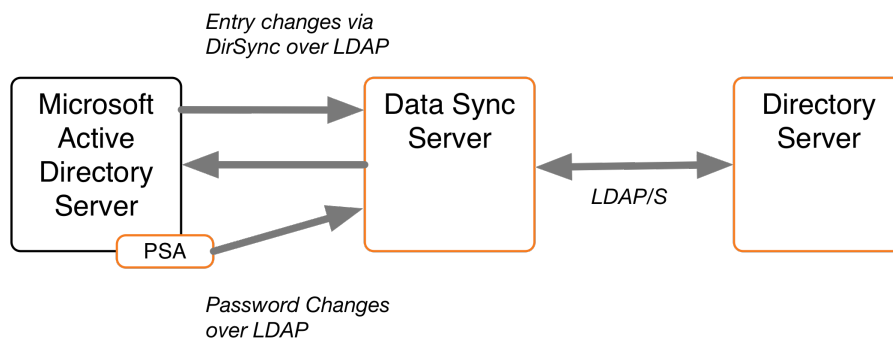 Entry changes via
DirSync over LDAP
Microsoft
Active
Directory
Server
Data Sync
Server
Directory
Server
LDAP/S
PSA
Password Changes
over LDAP